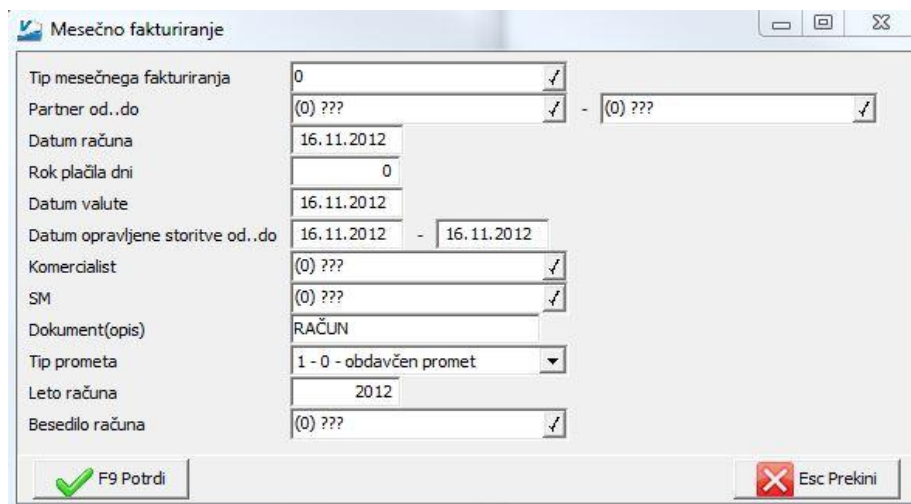 Mesečno fakturiranje
Tip mesečnega fakturiranja 0
Partner od..do (0) ??? - (0) ???
Datum računa 16.11.2012
Rok plačila dni 0
Datum valute 16.11.2012
Datum opravljene storitve od..do 16.11.2012 - 16.11.2012
Komercialist (0) ???
SM (0) ???
Dokument(opis) RAČUN
Tip prometa 1 - 0 - obdavčen promet
Leto računa 2012
Besedilo računa (0) ???
F9 Potrdi Esc Prekini